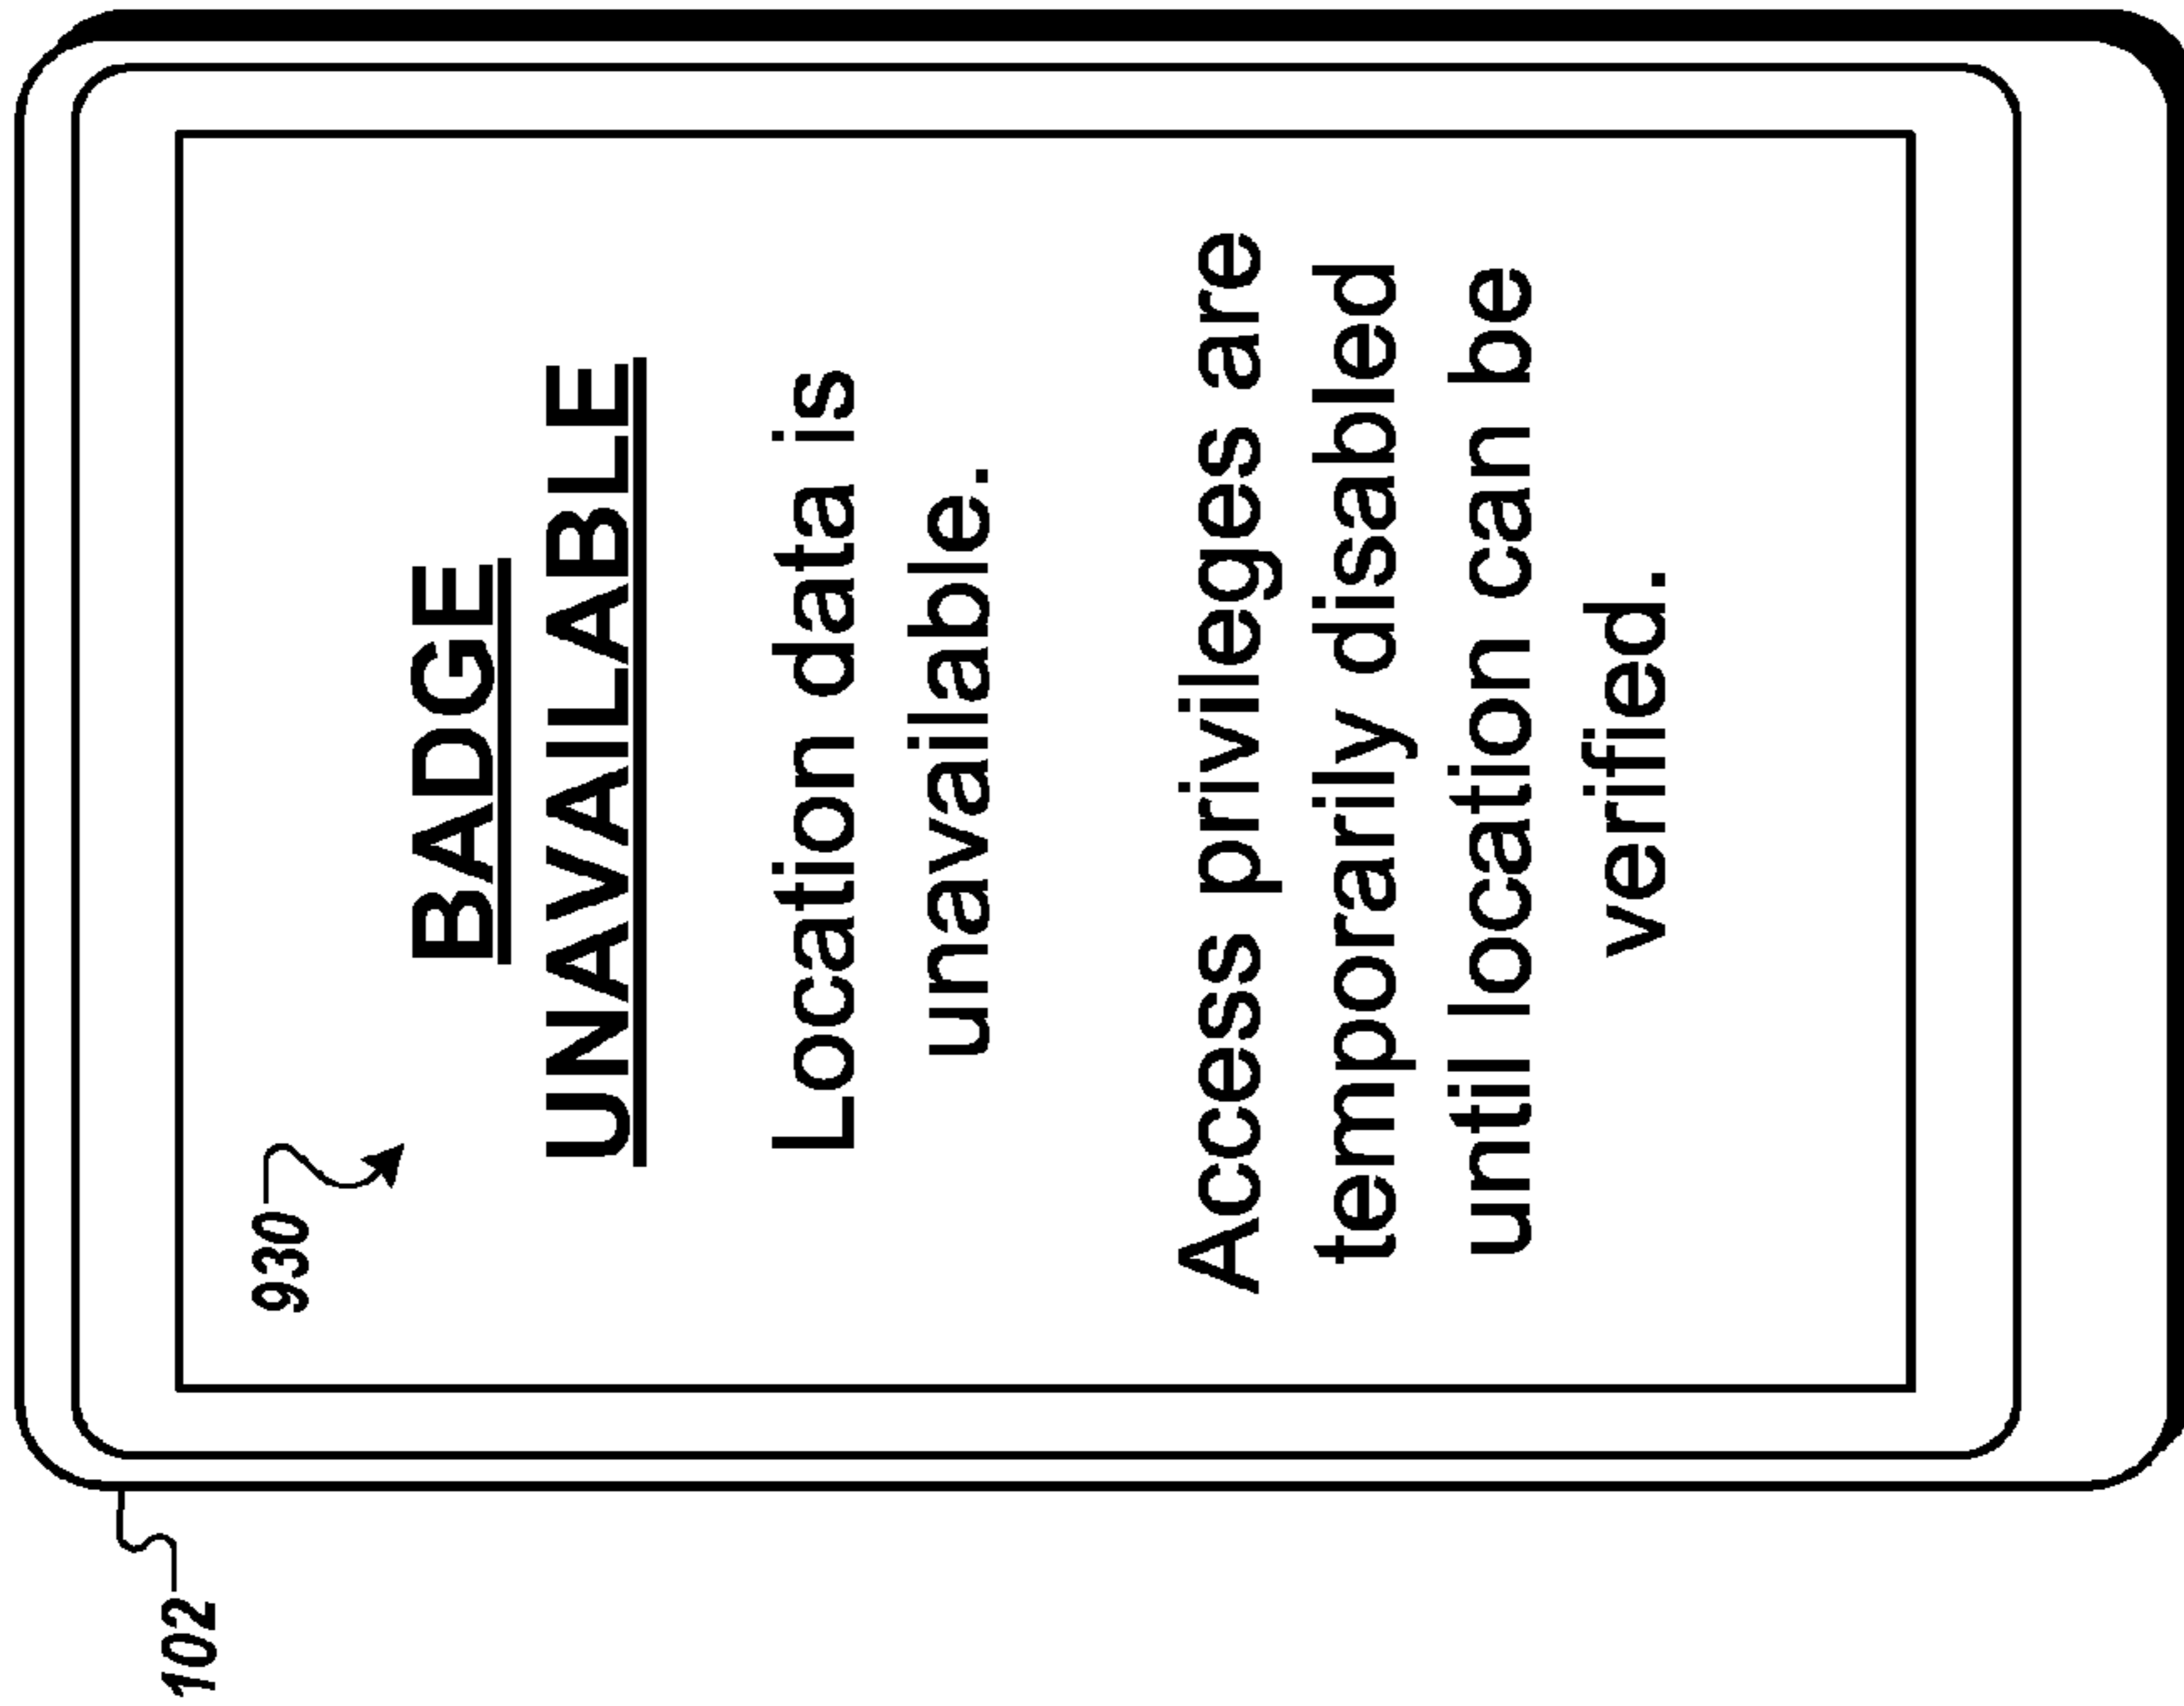 102
930
BADGE
UNAVAILABLE
Location data is
unavailable.
Access privileges are
temporarily disabled
until location can be
verified.